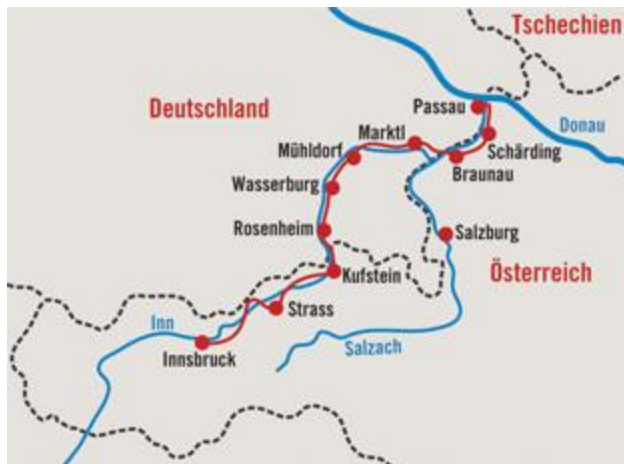 Tschechien
Deutschland
Passau
Donau
Marktl
Schärding
Mühldorf
Braunau
Wasserburg
Rosenheim
Salzburg
Kufstein
Österreich
Strass
Inn
Salzach
Innsbruck